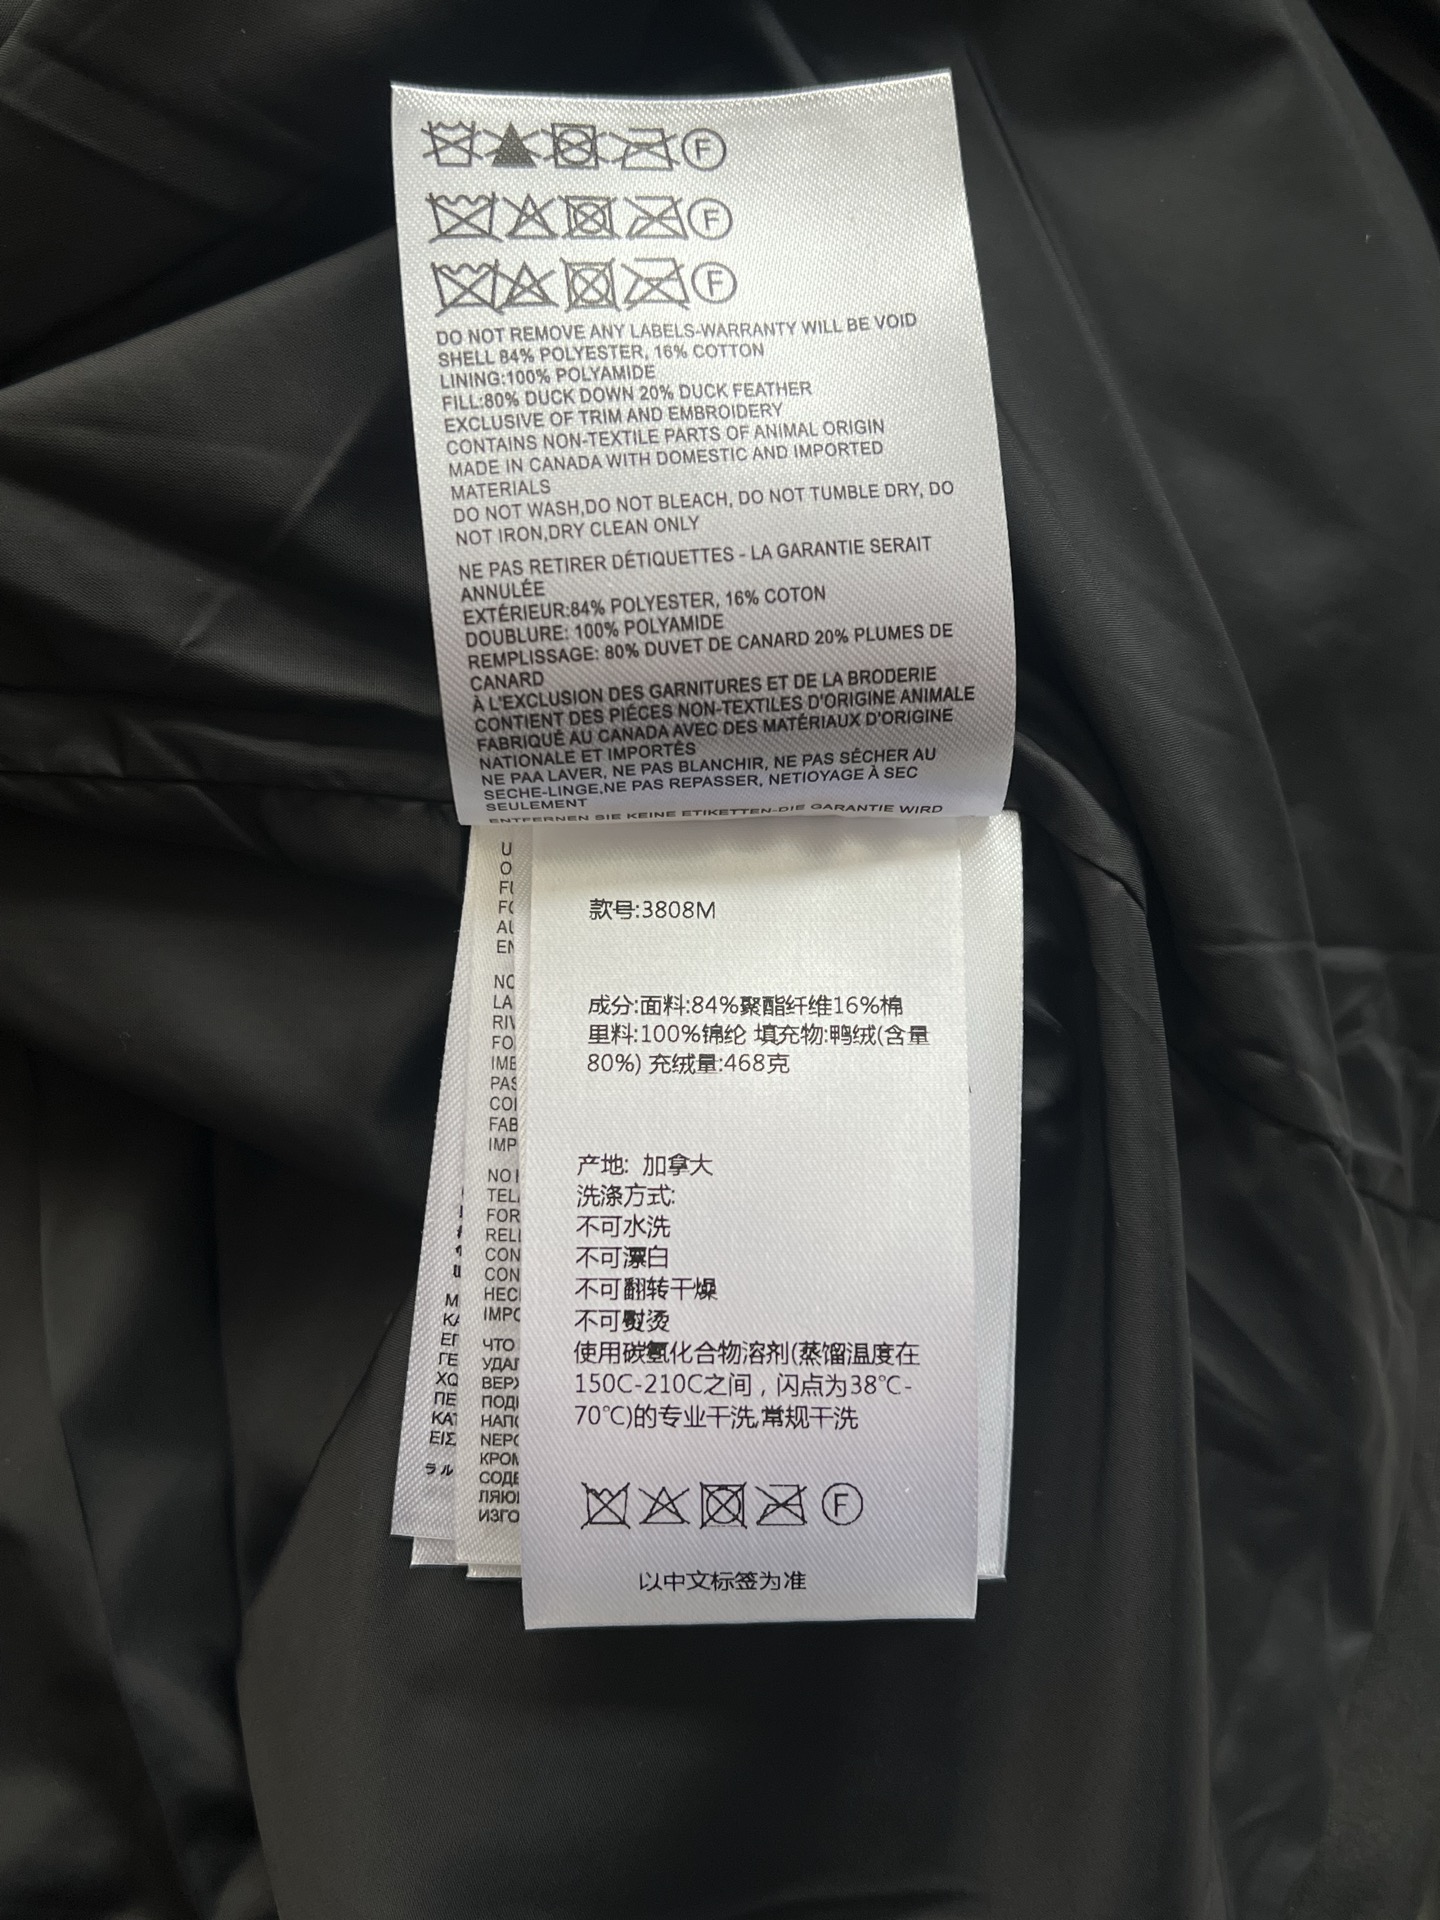 DO NOT REMOVE ANY LABELS-WARRANTY WILL BE VOID
SHELL 84% POLYESTER, 16% COTTON
LINING:100% POLYAMIDE
FILL:80% DUCK DOWN 20% DUCK FEATHER
EXCLUSIVE OF TRIM AND EMBROIDERY
CONTAINS NON-TEXTILE PARTS OF ANIMAL ORIGIN
MADE IN CANADA WITH DOMESTIC AND IMPORTED
MATERIALS
DO NOT WASH,DO NOT BLEACH, DO NOT TUMBLE DRY, DO
NOT IRON,DRY CLEAN ONLY
NE PAS RETIRER DÉTIQUETTES - LA GARANTIE SERAIT
ANNULÉE
EXTÉRIEUR:84% POLYESTER, 16% COTON
DOUBLURE: 100% POLYAMIDE
REMPLISSAGE: 80% DUVET DE CANARD 20% PLUMES DE
CANARD
À L'EXCLUSION DES GARNITURES ET DE LA BRODERIE
CONTIENT DES PIÉCES NON-TEXTILES D'ORIGINE ANIMALE
FABRIQUÉ AU CANADA AVEC DES MATÉRIAUX D'ORIGINE
NATIONALE ET IMPORTÉS
NE PAA LAVER, NE PAS BLANCHIR, NE PAS SÉCHER AU
SECHE-LINGE,NE PAS REPASSER, NETIOYAGE À SEC
SEULEMENT
ENTFERNEN SIE KEINE ETIKETTEN-DIE GARANTIE WIRD
款号:3808M
成分:面料:84%聚酯纤维16%棉
里料:100%锦纶 填充物:鸭绒(含量
80%) 充绒量:468克
产地: 加拿大
洗涤方式:
不可水洗
不可漂白
不可翻转干燥
不可熨烫
使用碳氢化合物溶剂(蒸馏温度在
150C-210C之间，闪点为38℃-
70℃)的专业干洗,常规干洗
F
以中文标签为准